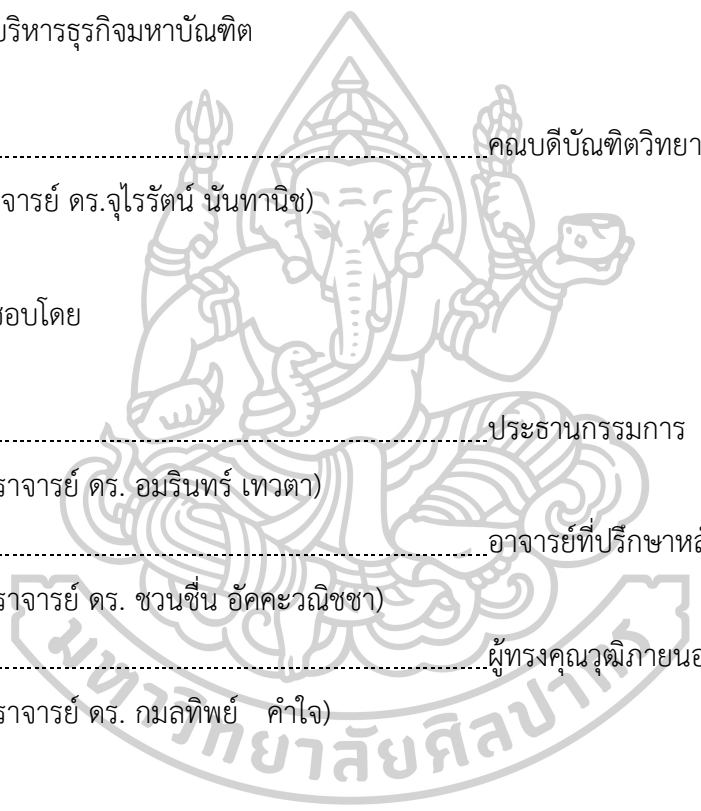 บริหารธุรกิจมหาบัณฑิต
คณบดีบัณฑิตวิทยา
จารย์ ดร.จุไรรัตน์ นันทานิช)
สอบโดย
ประธานกรรมการ
ราจารย์ ดร. อมรินทร์ เทวตา)
อาจารย์ที่ปรึกษาหลั
ราจารย์ ดร. ชวนชื่น อัคคะวณิชชา)
ผู้ทรงคุณวุฒิภายนอ
ราจารย์ ดร. กมลทิพย์ คำใจ)
มหาวิทยาลัยศิลปากร